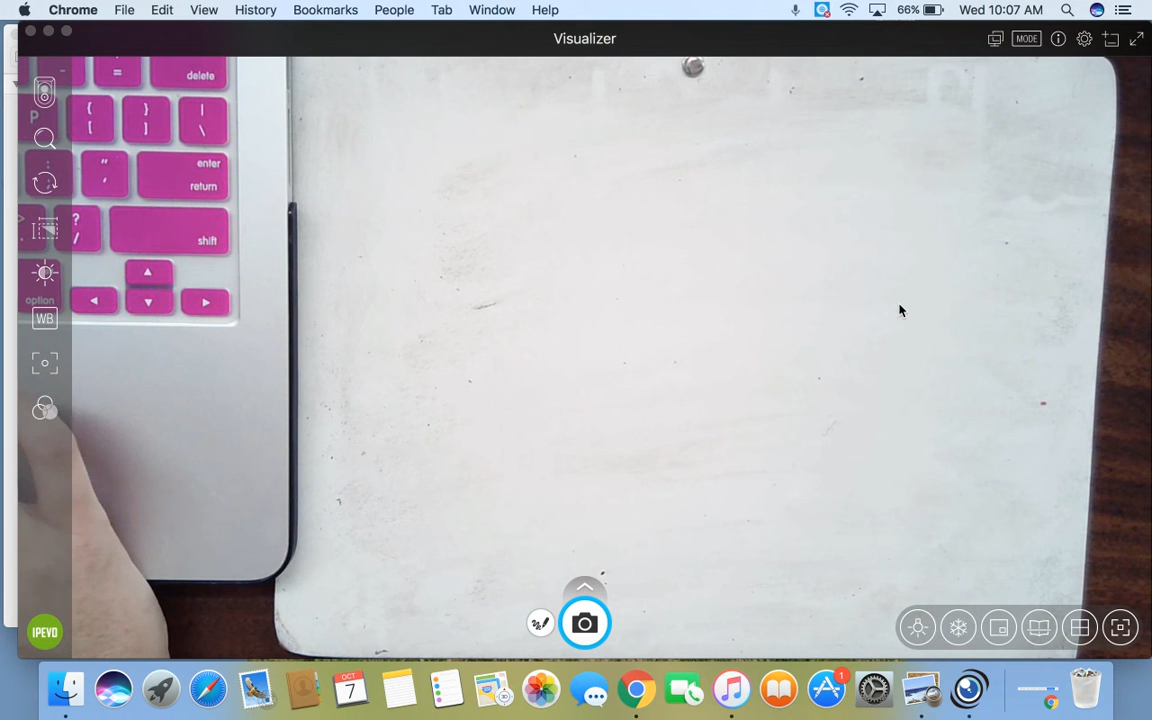 Chrome File Edit View History Bookmarks People Tab Window Help 66% Wed 10:07 AM
Visualizer
MODE
- + = delete
P { [ } ] | \
: ; " ' enter return
> . ? / shift
option
WB
IPEVO
OCT 7
1